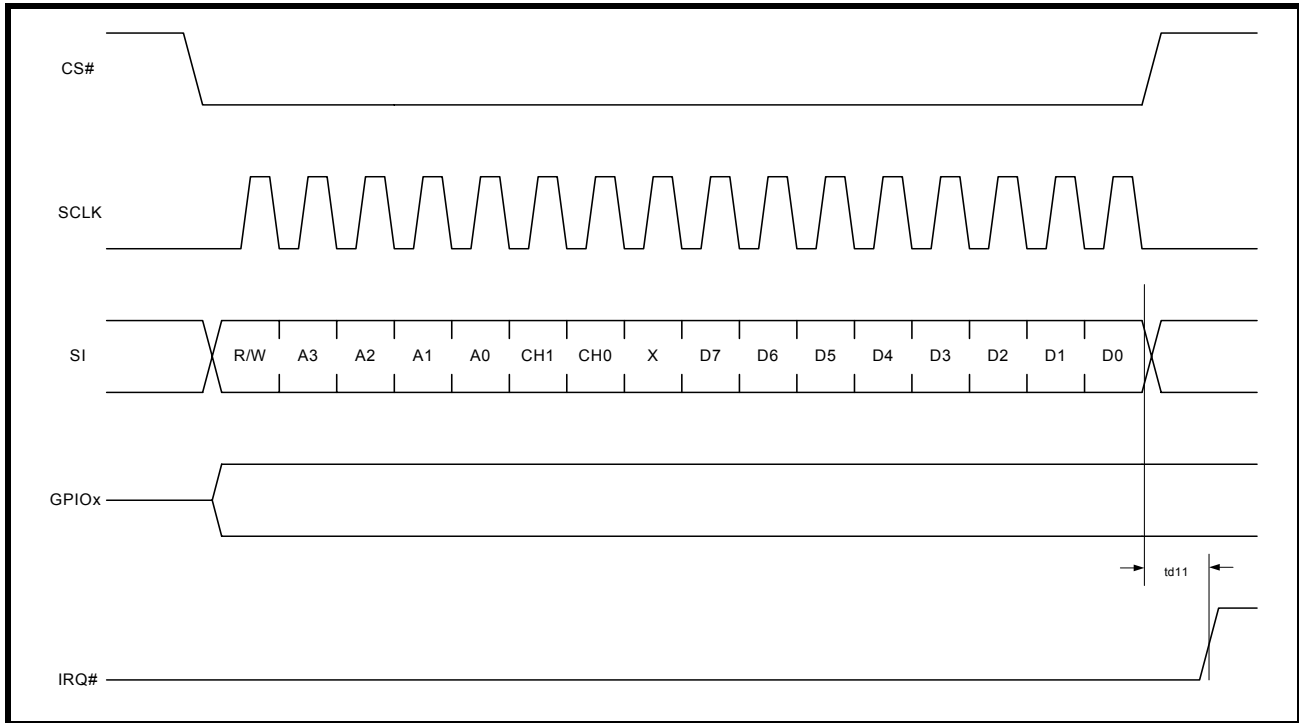 CS#
SCLK
SI
R/W A3 A2 A1 A0 CH1 CH0 X D7 D6 D5 D4 D3 D2 D1 D0
GPIOx
td11
IRQ#